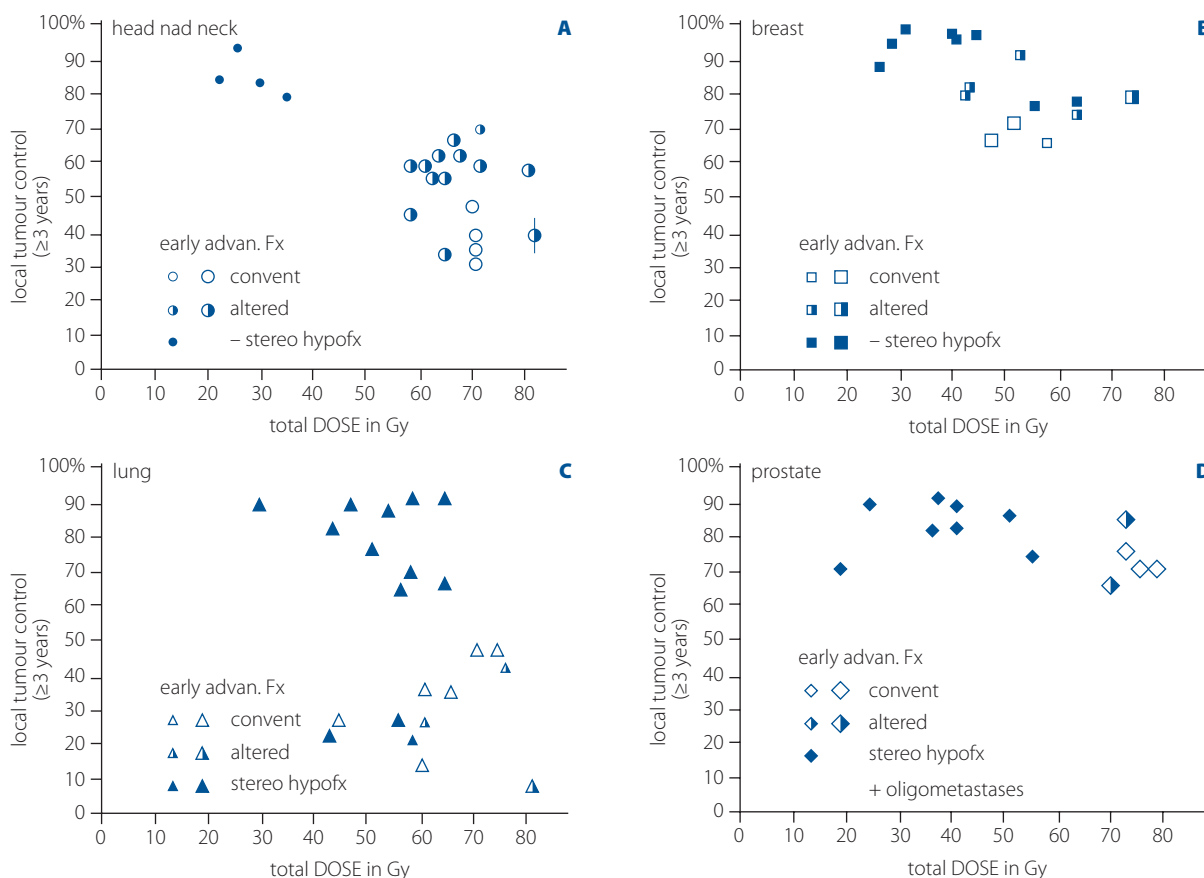 head nad neck
A
100%
90
80
70
60
50
40
30
20
10
0
local tumour control
(≥3 years)
early advan. Fx
convent
altered
– stereo hypofx
0 10 20 30 40 50 60 70 80
total DOSE in Gy
breast
100%
90
80
70
60
50
40
30
20
10
0
local tumour control
(≥3 years)
early advan. Fx
convent
altered
– stereo hypofx
0 10 20 30 40 50 60 70 80
total DOSE in Gy
lung
C
100%
90
80
70
60
50
40
30
20
10
0
local tumour control
(≥3 years)
early advan. Fx
convent
altered
stereo hypofx
0 10 20 30 40 50 60 70 80
total DOSE in Gy
prostate
D
100%
90
80
70
60
50
40
30
20
10
0
local tumour control
(≥3 years)
early advan. Fx
convent
altered
stereo hypofx
+ oligometastases
0 10 20 30 40 50 60 70 80
total DOSE in Gy